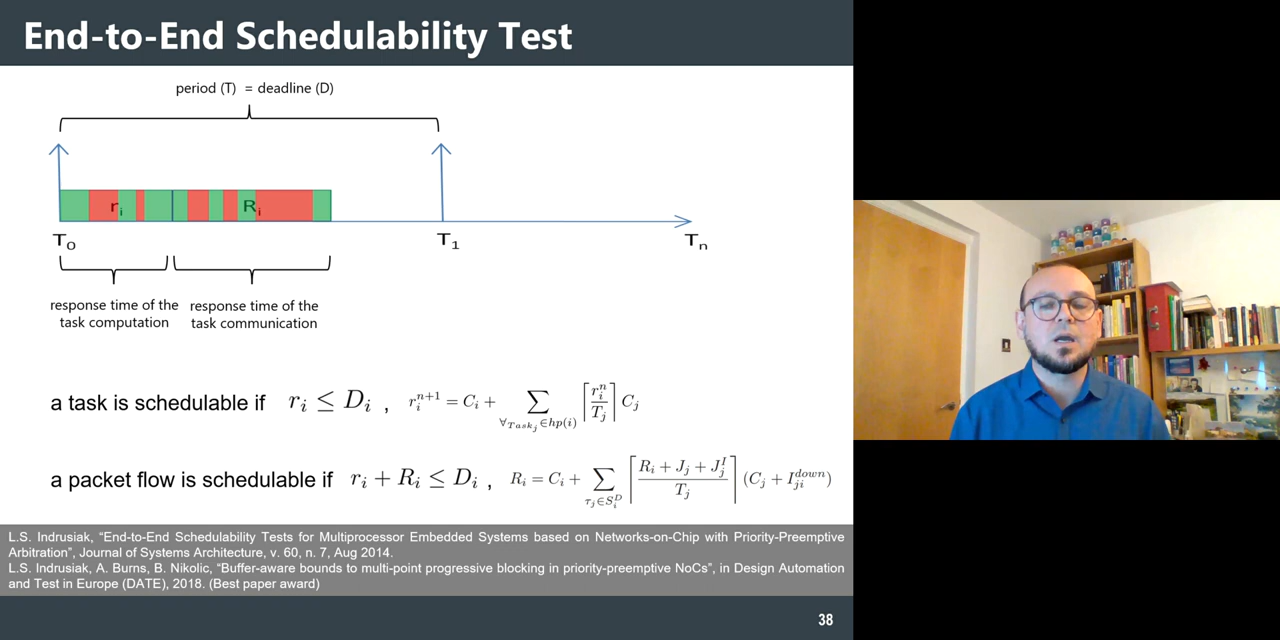 End-to-End Schedulability Test
period (T) = deadline (D)
r_i R_i
T_0 T_1 T_n
response time of the task computation
response time of the task communication
a task is schedulable if r_i ≤ D_i , r_i^{n+1} = C_i + ∑_{∀Task_j ∈ hp(i)} ⌈r_i^n / T_j⌉ C_j
a packet flow is schedulable if r_i + R_i ≤ D_i , R_i = C_i + ∑_{τ_j ∈ S_i^D} ⌈(R_i + J_j + J_j^I) / T_j⌉ (C_j + I_{ji}^{down})
L.S. Indrusiak, “End-to-End Schedulability Tests for Multiprocessor Embedded Systems based on Networks-on-Chip with Priority-Preemptive
Arbitration”, Journal of Systems Architecture, v. 60, n. 7, Aug 2014.
L.S. Indrusiak, A. Burns, B. Nikolic, “Buffer-aware bounds to multi-point progressive blocking in priority-preemptive NoCs”, in Design Automation
and Test in Europe (DATE), 2018. (Best paper award)
38